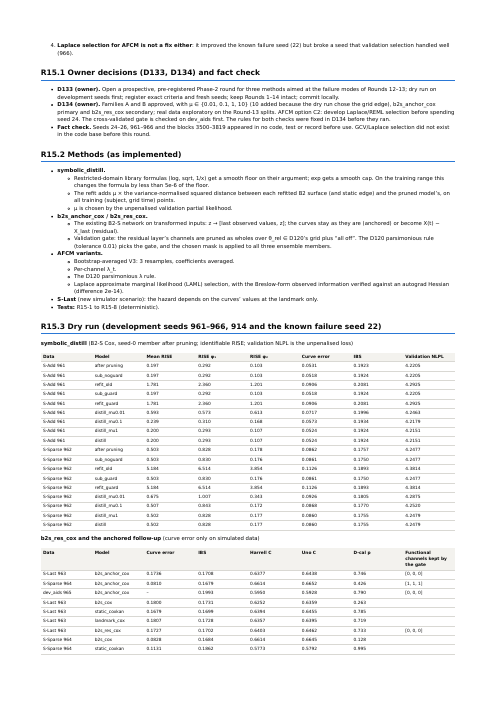 4. Laplace selection for AFCM is not a fix either: it improved the known failure seed (22) but broke a seed that validation selection handled well
(966).
R15.1 Owner decisions (D133, D134) and fact check
• D133 (owner). Open a prospective, pre-registered Phase-2 round for three methods aimed at the failure modes of Rounds 12–13; dry run on
development seeds first; register exact criteria and fresh seeds; keep Rounds 1–14 intact; commit locally.
• D134 (owner). Families A and B approved, with μ ∈ {0.01, 0.1, 1, 10} (10 added because the dry run chose the grid edge), b2s_anchor_cox
primary and b2s_res_cox secondary; real data exploratory on the Round-13 splits. AFCM option C2: develop Laplace/REML selection before spending
seed 24. The cross-validated gate is checked on dev_aids first. The rules for both checks were fixed in D134 before they ran.
• Fact check. Seeds 24–26, 961–966 and the blocks 3500–3819 appeared in no code, test or record before use. GCV/Laplace selection did not exist
in the code base before this round.
R15.2 Methods (as implemented)
• symbolic_distill.
Restricted-domain library formulas (log, sqrt, 1/x) get a smooth floor on their argument; exp gets a smooth cap. On the training range this
changes the formula by less than 5e-6 of the floor.
The refit adds μ × the variance-normalised squared distance between each refitted B2 surface (and static edge) and the pruned model's, on
all training (subject, grid time) points.
μ is chosen by the unpenalised validation partial likelihood.
• b2s_anchor_cox / b2s_res_cox.
The existing B2-S network on transformed inputs: z → [last observed values, z]; the curves stay as they are (anchored) or become X(t) −
X_last (residual).
Validation gate: the residual layer's channels are pruned as wholes over θ_rel ∈ D120's grid plus "all off". The D120 parsimonious rule
(tolerance 0.01) picks the gate, and the chosen mask is applied to all three ensemble members.
• AFCM variants.
Bootstrap-averaged V3: 3 resamples, coefficients averaged.
Per-channel λ_t.
The D120 parsimonious λ rule.
Laplace approximate marginal likelihood (LAML) selection, with the Breslow-form observed information verified against an autograd Hessian
(difference 2e-14).
• S-Last (new simulator scenario): the hazard depends on the curves' values at the landmark only.
• Tests: R15-1 to R15-8 (deterministic).
R15.3 Dry run (development seeds 961–966, 914 and the known failure seed 22)
symbolic_distill (B2-S Cox, seed-0 member after pruning; identifiable RISE; validation NLPL is the unpenalised loss)
Data Model Mean RISE RISE φ₁ RISE φ₂ Curve error IBS Validation NLPL
S-Add 961 after pruning 0.197 0.292 0.103 0.0531 0.1923 4.2205
S-Add 961 sub_noguard 0.197 0.292 0.103 0.0518 0.1924 4.2205
S-Add 961 refit_old 1.781 2.360 1.201 0.0906 0.2081 4.2925
S-Add 961 sub_guard 0.197 0.292 0.103 0.0518 0.1924 4.2205
S-Add 961 refit_guard 1.781 2.360 1.201 0.0906 0.2081 4.2925
S-Add 961 distill_mu0.01 0.593 0.573 0.613 0.0717 0.1996 4.2463
S-Add 961 distill_mu0.1 0.239 0.310 0.168 0.0573 0.1934 4.2179
S-Add 961 distill_mu1 0.200 0.293 0.107 0.0524 0.1924 4.2151
S-Add 961 distill 0.200 0.293 0.107 0.0524 0.1924 4.2151
S-Sparse 962 after pruning 0.503 0.828 0.178 0.0862 0.1757 4.2477
S-Sparse 962 sub_noguard 0.503 0.830 0.176 0.0861 0.1750 4.2477
S-Sparse 962 refit_old 5.184 6.514 3.854 0.1126 0.1893 4.3814
S-Sparse 962 sub_guard 0.503 0.830 0.176 0.0861 0.1750 4.2477
S-Sparse 962 refit_guard 5.184 6.514 3.854 0.1126 0.1893 4.3814
S-Sparse 962 distill_mu0.01 0.675 1.007 0.343 0.0926 0.1805 4.2875
S-Sparse 962 distill_mu0.1 0.507 0.843 0.172 0.0868 0.1770 4.2520
S-Sparse 962 distill_mu1 0.502 0.828 0.177 0.0860 0.1755 4.2479
S-Sparse 962 distill 0.502 0.828 0.177 0.0860 0.1755 4.2479
b2s_res_cox and the anchored follow-up (curve error only on simulated data)
Data Model Curve error IBS Harrell C Uno C D-cal p Functional
channels kept by
the gate
S-Last 963 b2s_anchor_cox 0.1736 0.1708 0.6377 0.6438 0.746 [0, 0, 0]
S-Sparse 964 b2s_anchor_cox 0.0810 0.1679 0.6614 0.6652 0.426 [1, 1, 1]
dev_aids 965 b2s_anchor_cox – 0.1993 0.5950 0.5928 0.790 [0, 0, 0]
S-Last 963 b2s_cox 0.1800 0.1731 0.6252 0.6359 0.263
S-Last 963 static_coxkan 0.1679 0.1699 0.6394 0.6455 0.785
S-Last 963 landmark_cox 0.1807 0.1728 0.6357 0.6395 0.719
S-Last 963 b2s_res_cox 0.1727 0.1702 0.6403 0.6462 0.733 [0, 0, 0]
S-Sparse 964 b2s_cox 0.0828 0.1684 0.6614 0.6645 0.128
S-Sparse 964 static_coxkan 0.1131 0.1862 0.5773 0.5792 0.995